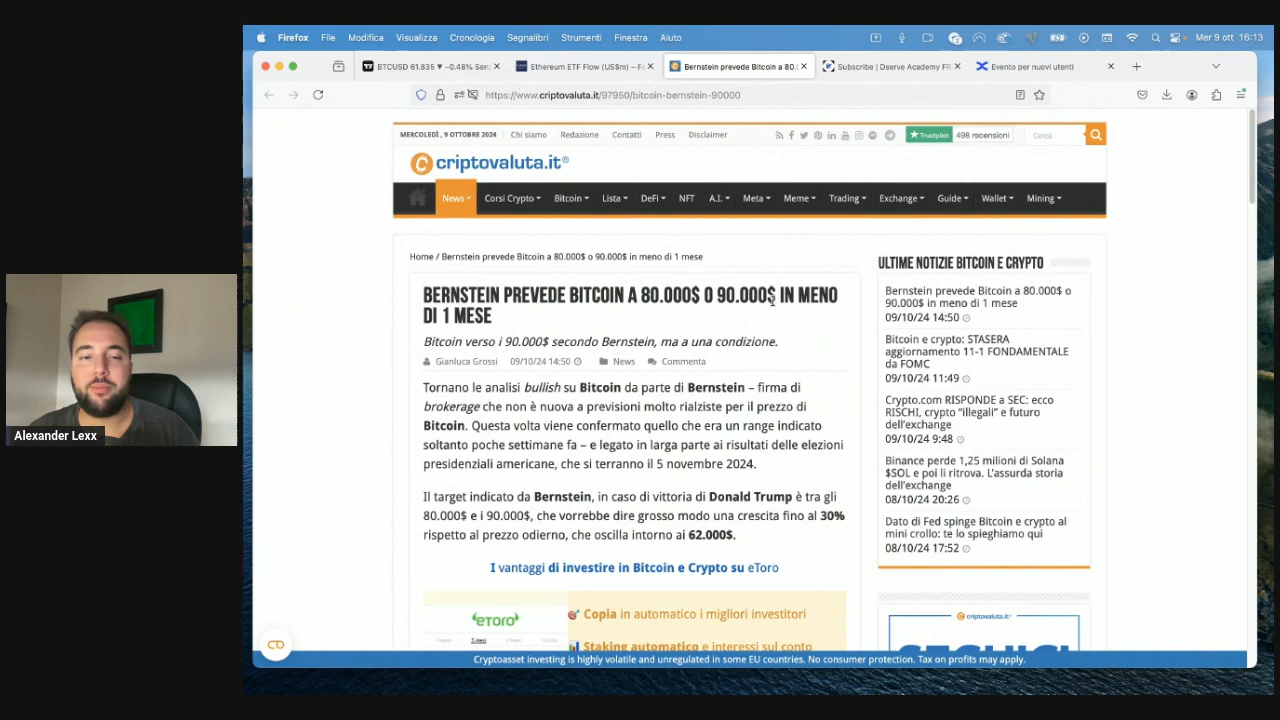 Firefox File Modifica Visualizza Cronologia Segnalibri Strumenti Finestra Aiuto Mer 9 ott 16:13
BTCUSD 61.835 ▼ −0.48% Sen: Ethereum ETF Flow (US$m) – Fa Bernstein prevede Bitcoin a 80.0 Subscribe | Dserve Academy FR Evento per nuovi utenti
https://www.criptovaluta.it/97950/bitcoin-bernstein-90000
MERCOLEDÌ , 9 OTTOBRE 2024 Chi siamo Redazione Contatti Press Disclaimer Trustpilot 498 recensioni Cerca
criptovaluta.it®
News Corsi Crypto Bitcoin Lista DeFi NFT A.I. Meta Meme Trading Exchange Guide Wallet Mining
Home / Bernstein prevede Bitcoin a 80.000$ o 90.000$ in meno di 1 mese
BERNSTEIN PREVEDE BITCOIN A 80.000$ O 90.000$ IN MENO
DI 1 MESE
Bitcoin verso i 90.000$ secondo Bernstein, ma a una condizione.
Gianluca Grossi 09/10/24 14:50 News Commenta
Tornano le analisi bullish su Bitcoin da parte di Bernstein – firma di
brokerage che non è nuova a previsioni molto rialziste per il prezzo di
Bitcoin. Questa volta viene confermato quello che era un range indicato
soltanto poche settimane fa – e legato in larga parte ai risultati delle elezioni
presidenziali americane, che si terranno il 5 novembre 2024.
Il target indicato da Bernstein, in caso di vittoria di Donald Trump è tra gli
80.000$ e i 90.000$, che vorrebbe dire grosso modo una crescita fino al 30%
rispetto al prezzo odierno, che oscilla intorno ai 62.000$.
I vantaggi di investire in Bitcoin e Crypto su eToro
eToro
Copia in automatico i migliori investitori
Staking automatico e interessi sul conto
ULTIME NOTIZIE BITCOIN E CRYPTO
Bernstein prevede Bitcoin a 80.000$ o
90.000$ in meno di 1 mese
09/10/24 14:50
Bitcoin e crypto: STASERA
aggiornamento 11-1 FONDAMENTALE
da FOMC
09/10/24 11:49
Crypto.com RISPONDE a SEC: ecco
RISCHI, crypto “illegali” e futuro
dell’exchange
09/10/24 9:48
Binance perde 1,25 milioni di Solana
$SOL e poi li ritrova. L’assurda storia
dell’exchange
08/10/24 20:26
Dato di Fed spinge Bitcoin e crypto al
mini crollo: te lo spieghiamo qui
08/10/24 17:52
criptovaluta.it
Cryptoasset investing is highly volatile and unregulated in some EU countries. No consumer protection. Tax on profits may apply.
Alexander Lexx